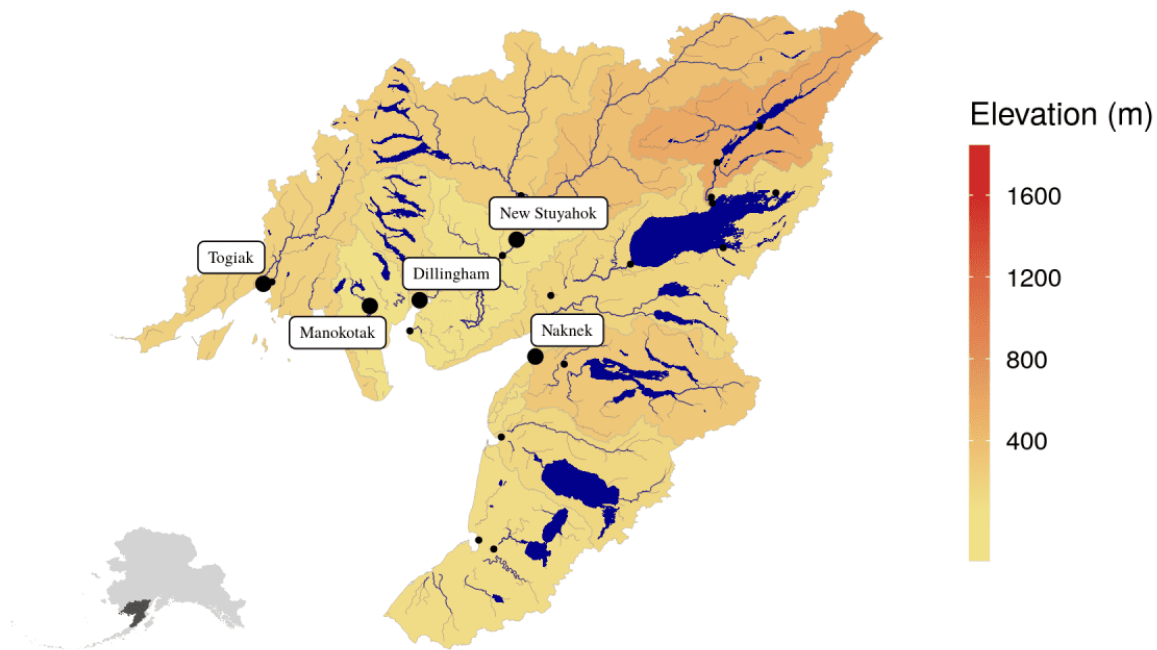 Elevation (m)
1600
1200
800
400
New Stuyahok
Togiak
Dillingham
Manokotak
Naknek